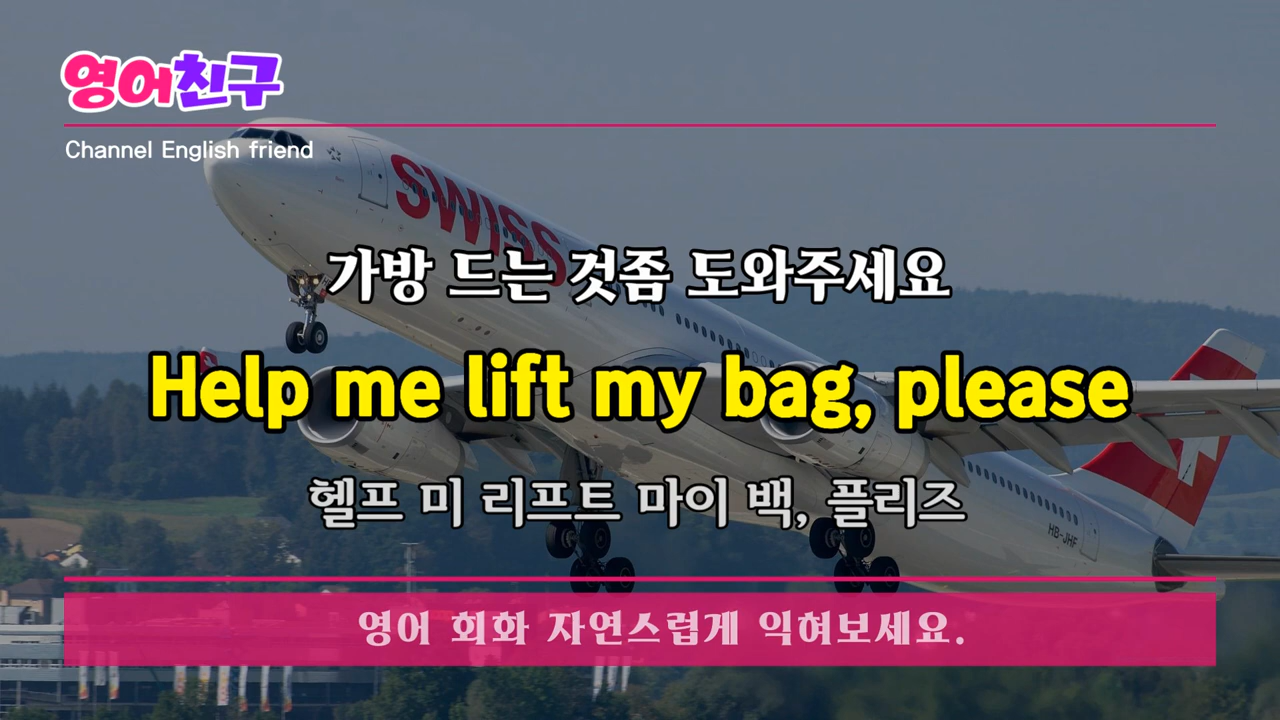 영어친구
Channel English friend
SWISS
가방 드는 것좀 도와주세요
Help me lift my bag, please
헬프 미 리프트 마이 백, 플리즈
HB-JHF
영어 회화 자연스럽게 익혀보세요.